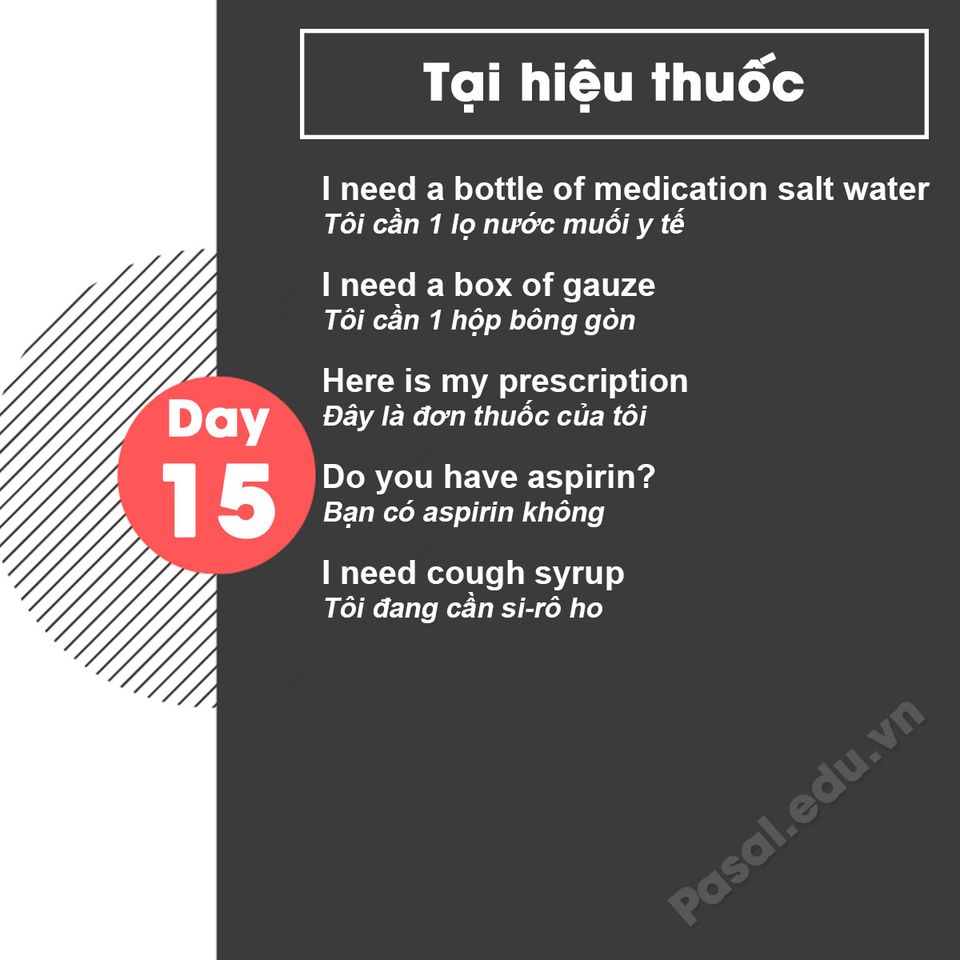 Tại hiệu thuốc
I need a bottle of medication salt water
Tôi cần 1 lọ nước muối y tế
I need a box of gauze
Tôi cần 1 hộp bông gòn
Here is my prescription
Đây là đơn thuốc của tôi
Day
15
Do you have aspirin?
Bạn có aspirin không
I need cough syrup
Tôi đang cần si-rô ho
Pasal.edu.vn